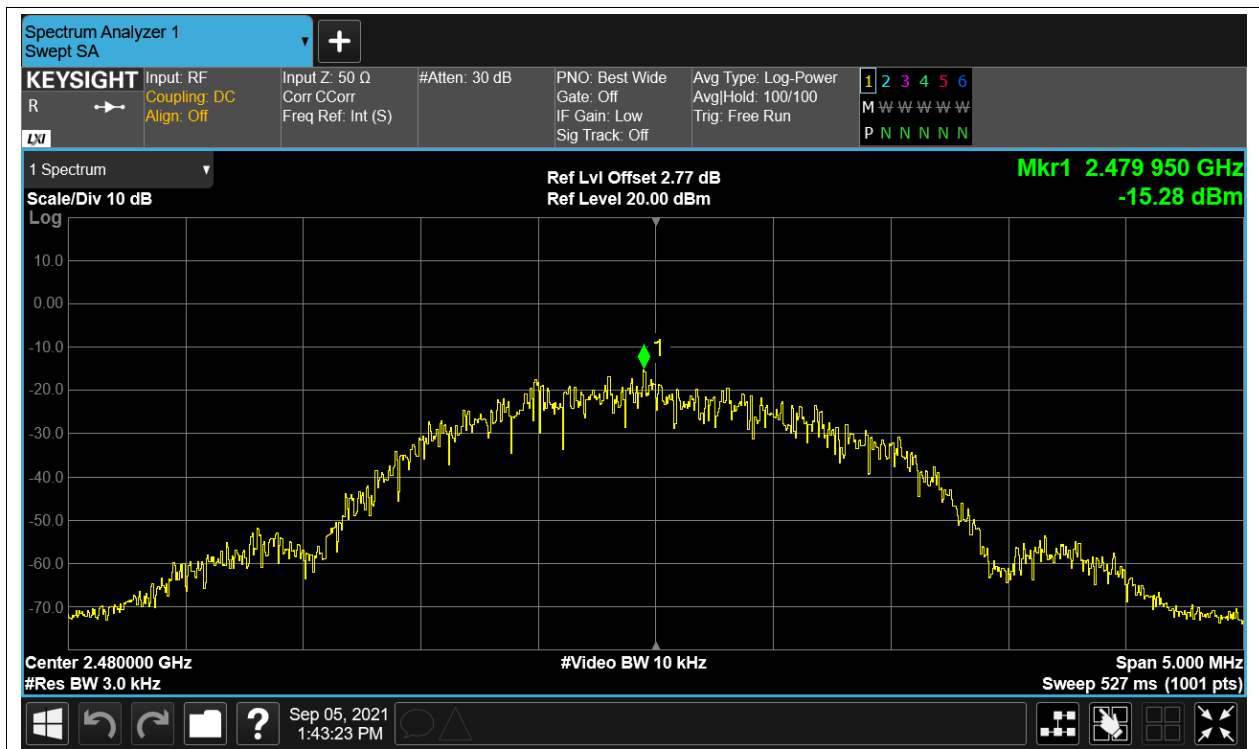 Spectrum Analyzer 1
Swept SA
+
KEYSIGHT
R
LXI
Input: RF
Coupling: DC
Align: Off
Input Z: 50 Ω
Corr CCorr
Freq Ref: Int (S)
#Atten: 30 dB
PNO: Best Wide
Gate: Off
IF Gain: Low
Sig Track: Off
Avg Type: Log-Power
Avg|Hold: 100/100
Trig: Free Run
1 2 3 4 5 6
M W W W W W
P N N N N N
1 Spectrum
Scale/Div 10 dB
Log
Ref Lvl Offset 2.77 dB
Ref Level 20.00 dBm
Mkr1 2.479 950 GHz
-15.28 dBm
10.0
0.00
-10.0
1
-20.0
-30.0
-40.0
-50.0
-60.0
-70.0
Center 2.480000 GHz
#Res BW 3.0 kHz
#Video BW 10 kHz
Span 5.000 MHz
Sweep 527 ms (1001 pts)
?
Sep 05, 2021
1:43:23 PM